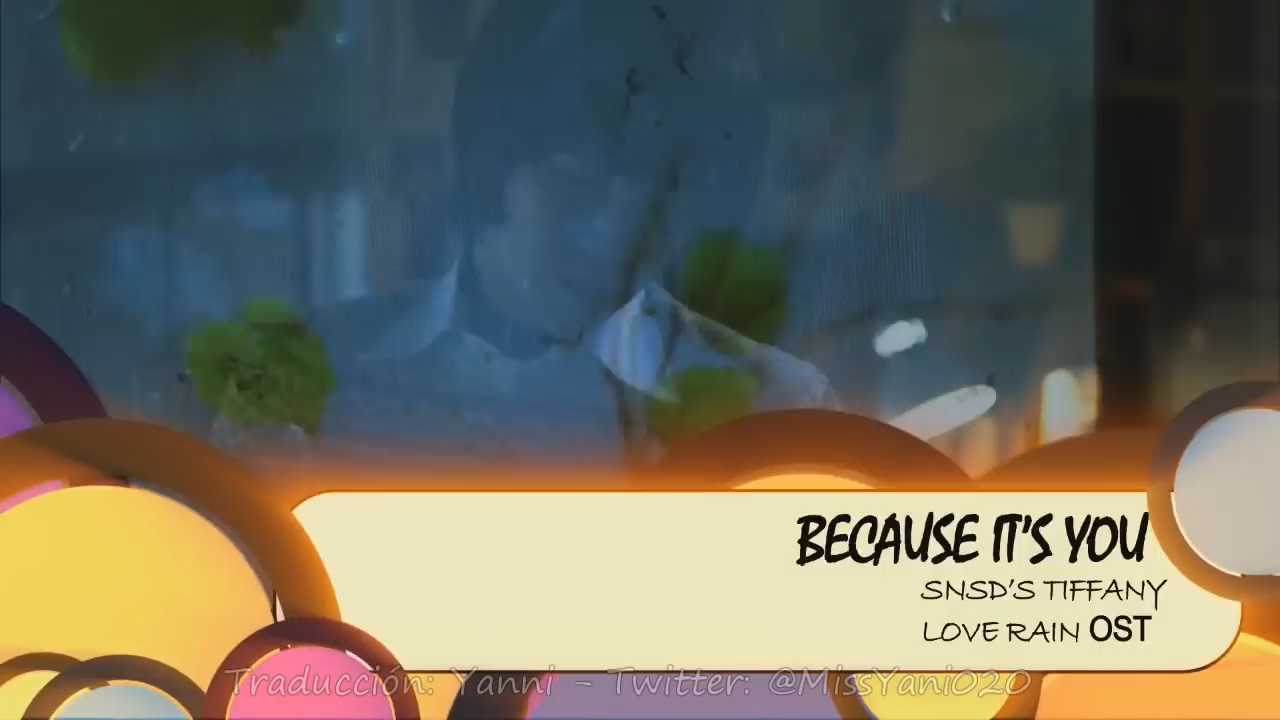 BECAUSE IT'S YOU
SNSD'S TIFFANY
LOVE RAIN OST
Traducción: Yanni - Twitter: @MissYani020